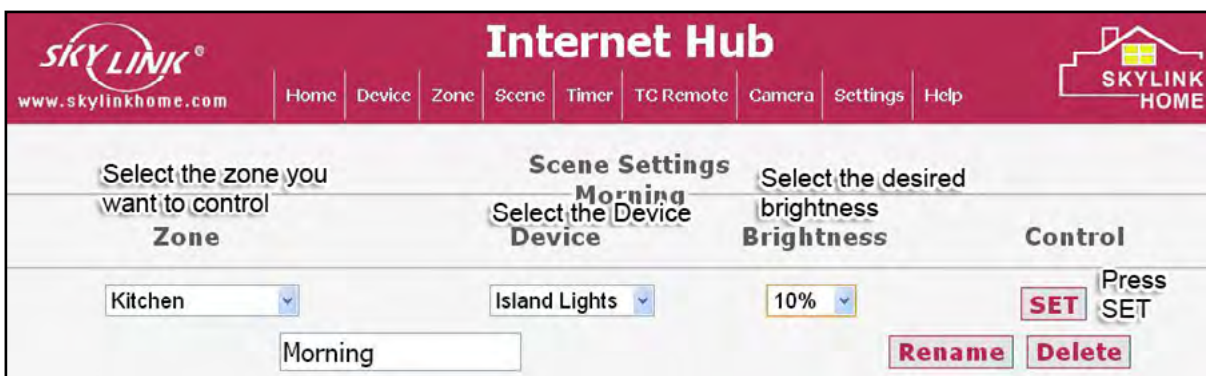 SKYLINK®
www.skylinkhome.com
Internet Hub
Home Device Zone Scene Timer TC Remote Camera Settings Help
SKYLINK
HOME
Scene Settings
Morning
Select the zone you
want to control
Select the Device
Select the desired
brightness
Zone Device Brightness Control
Kitchen Island Lights 10% SET
Press
SET
Morning Rename Delete